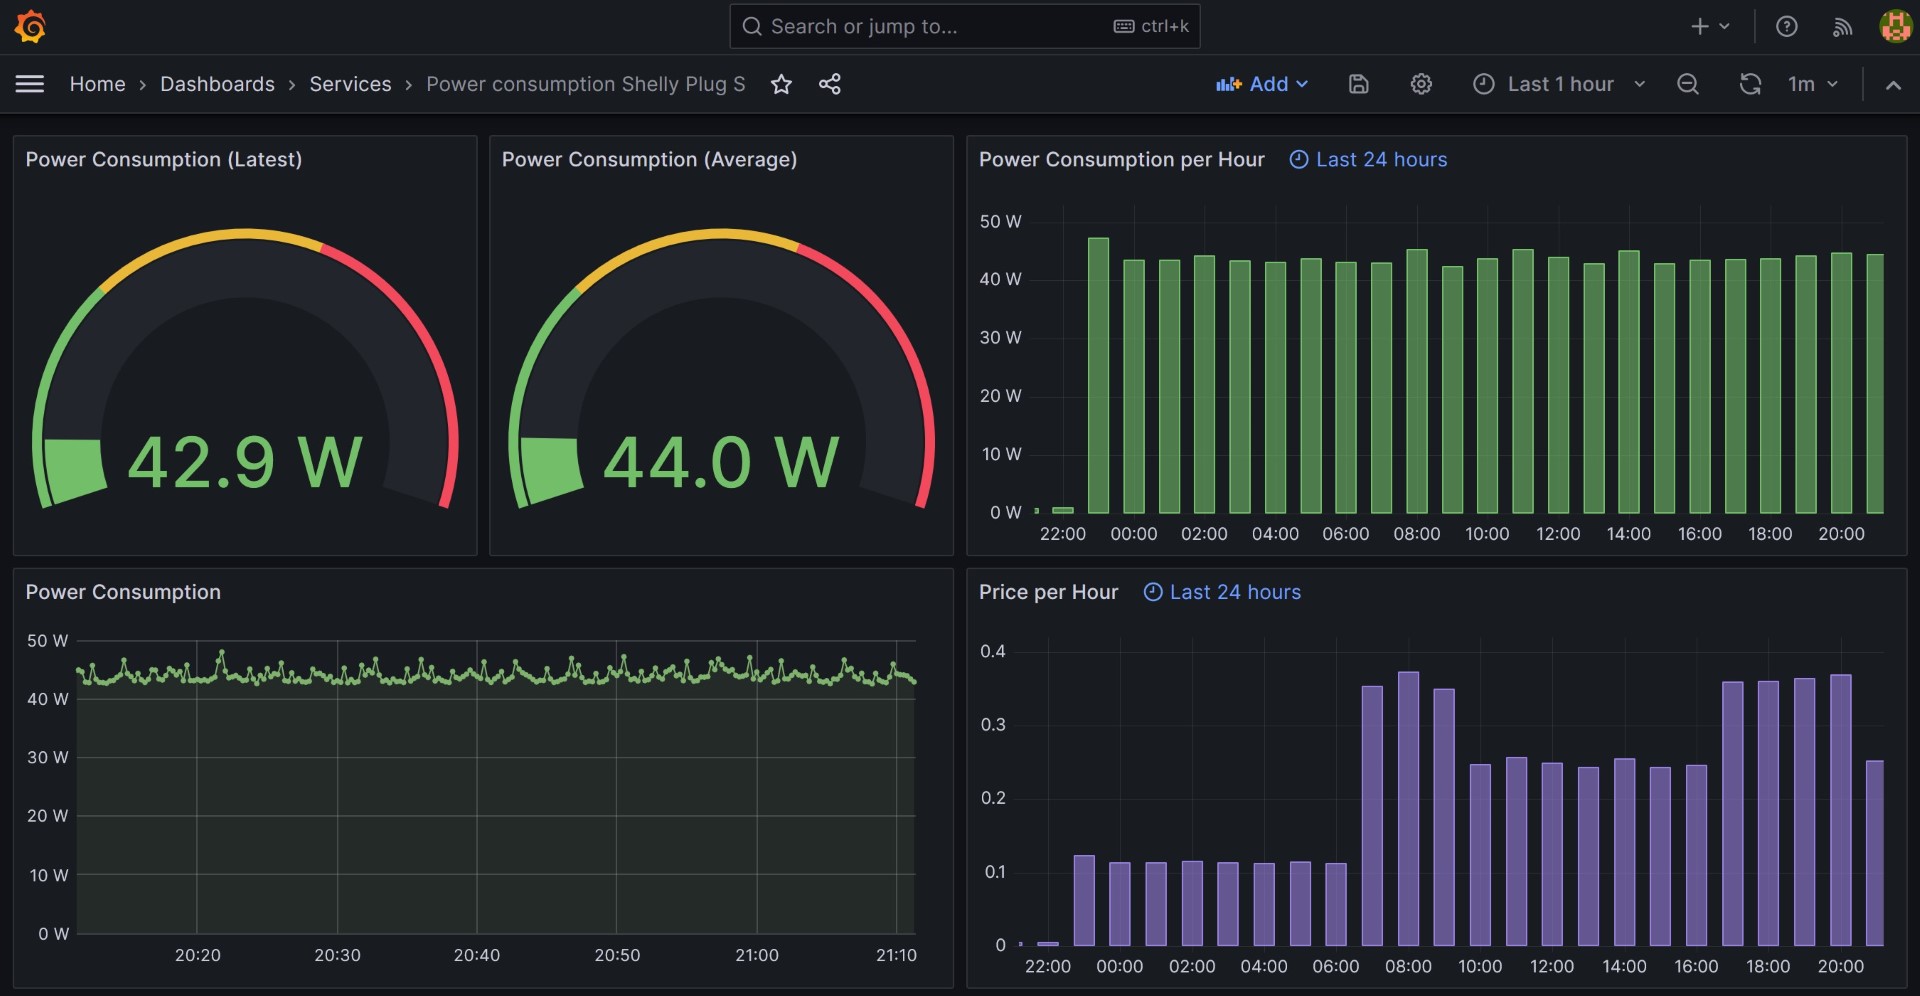 Search or jump to... ctrl+k
Home › Dashboards › Services › Power consumption Shelly Plug S
Add
Last 1 hour
1m
Power Consumption (Latest)
42.9 W
Power Consumption (Average)
44.0 W
Power Consumption per Hour Last 24 hours
50 W
40 W
30 W
20 W
10 W
0 W
22:00 00:00 02:00 04:00 06:00 08:00 10:00 12:00 14:00 16:00 18:00 20:00
Power Consumption
50 W
40 W
30 W
20 W
10 W
0 W
20:20 20:30 20:40 20:50 21:00 21:10
Price per Hour Last 24 hours
0.4
0.3
0.2
0.1
0
22:00 00:00 02:00 04:00 06:00 08:00 10:00 12:00 14:00 16:00 18:00 20:00